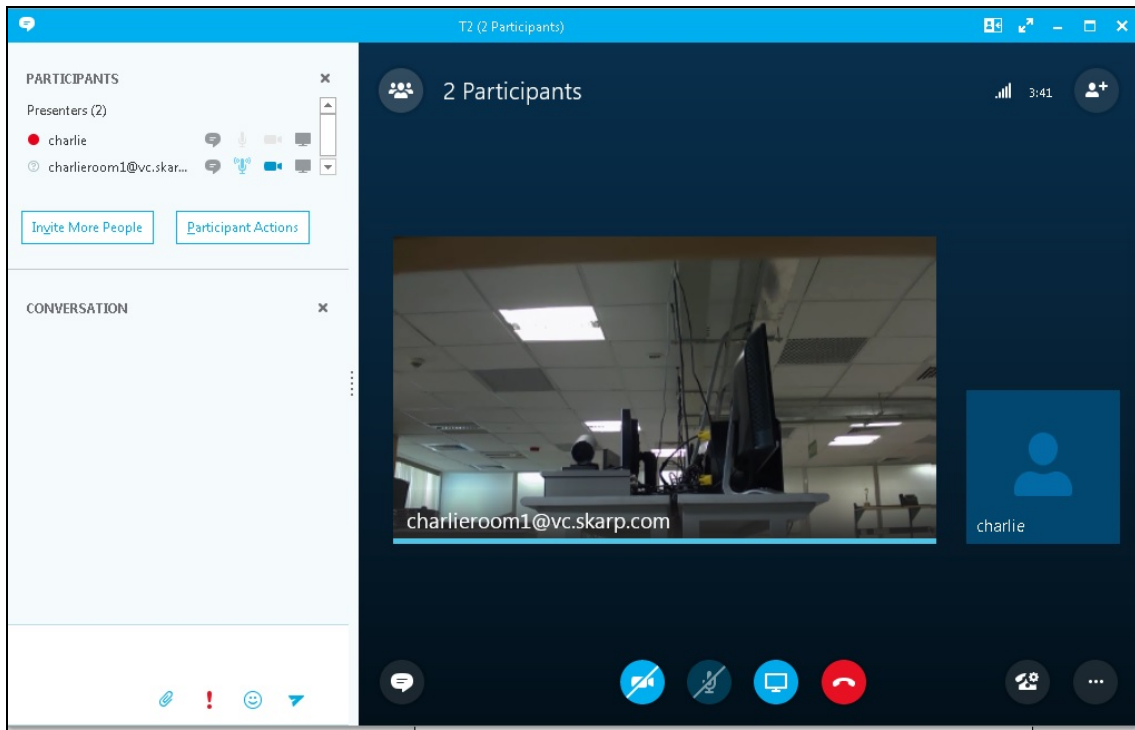 T2 (2 Participants)
PARTICIPANTS
Presenters (2)
charlie
charlieroom1@vc.skar...
Invite More People
Participant Actions
CONVERSATION
2 Participants
3:41
charlieroom1@vc.skarp.com
charlie